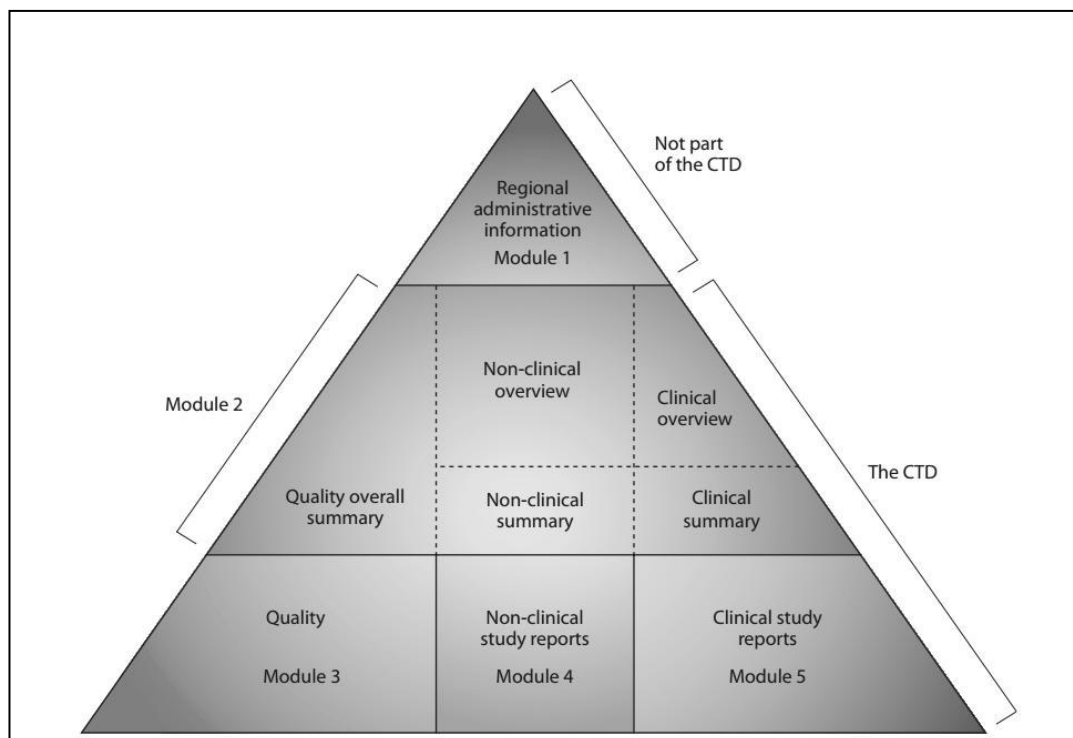 Not part
of the CTD
Regional
administrative
information
Module 1
Module 2
Non-clinical
overview
Clinical
overview
The CTD
Quality overall
summary
Non-clinical
summary
Clinical
summary
Quality
Module 3
Non-clinical
study reports
Module 4
Clinical study
reports
Module 5